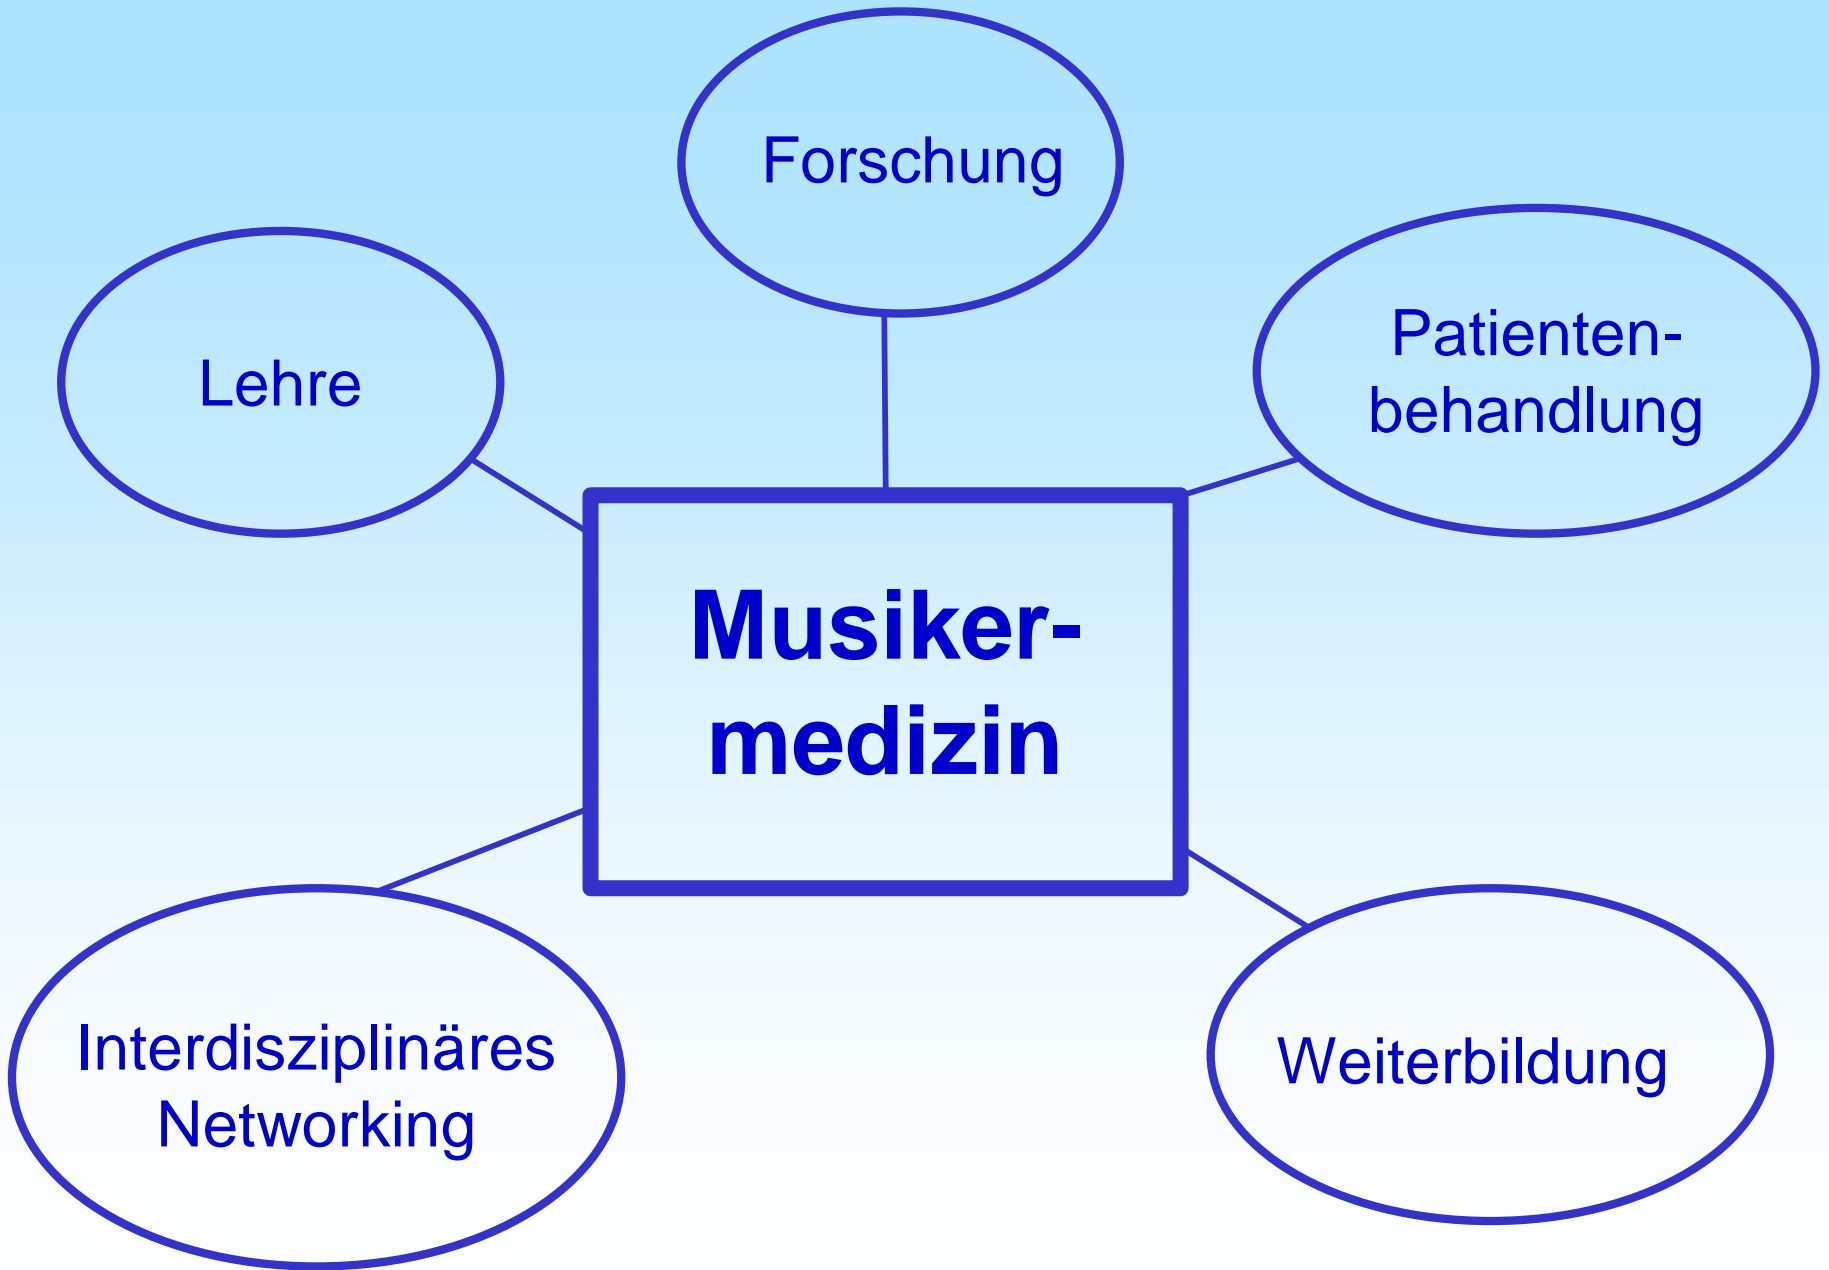 Forschung
Lehre
Patienten-
behandlung
Musiker-
medizin
Interdisziplinäres
Networking
Weiterbildung